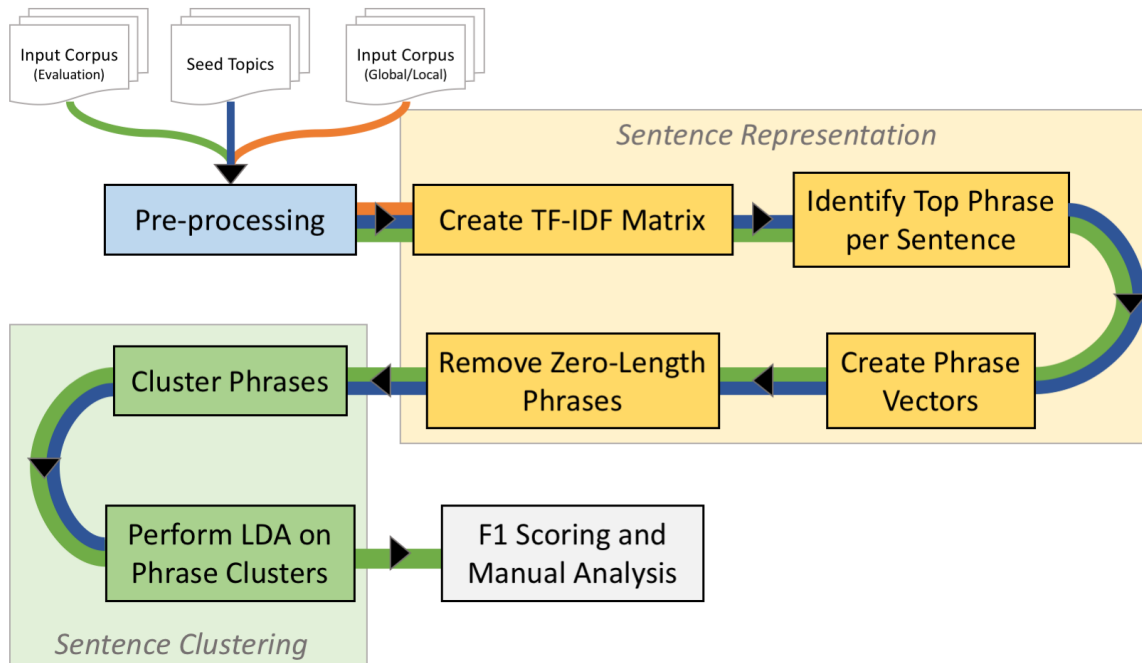 Input Corpus
(Evaluation)
Seed Topics
Input Corpus
(Global/Local)
Sentence Representation
Pre-processing
Create TF-IDF Matrix
Identify Top Phrase
per Sentence
Cluster Phrases
Remove Zero-Length
Phrases
Create Phrase
Vectors
Perform LDA on
Phrase Clusters
F1 Scoring and
Manual Analysis
Sentence Clustering